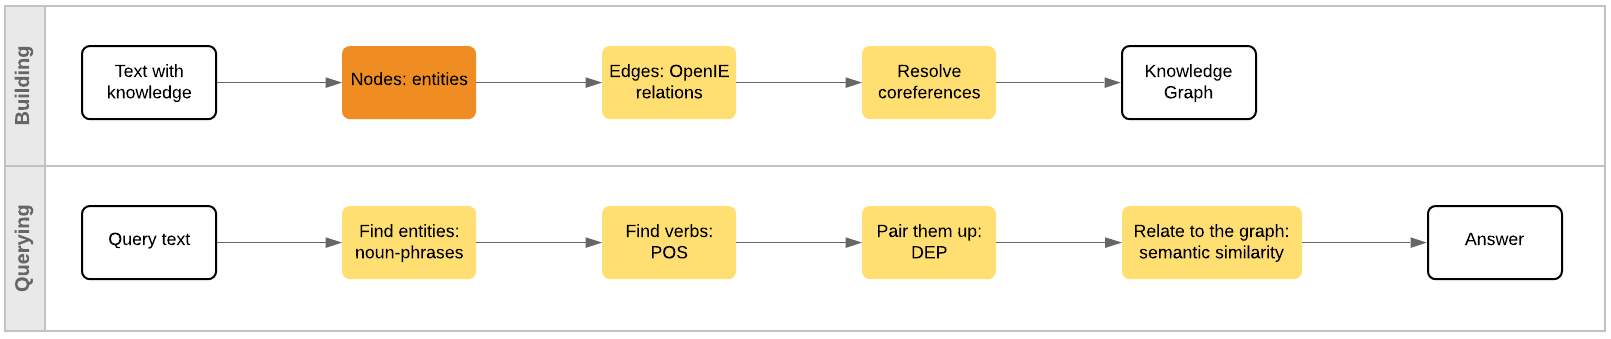 Building
Text with
knowledge
Nodes: entities
Edges: OpenIE
relations
Resolve
coreferences
Knowledge
Graph
Querying
Query text
Find entities:
noun-phrases
Find verbs:
POS
Pair them up:
DEP
Relate to the graph:
semantic similarity
Answer